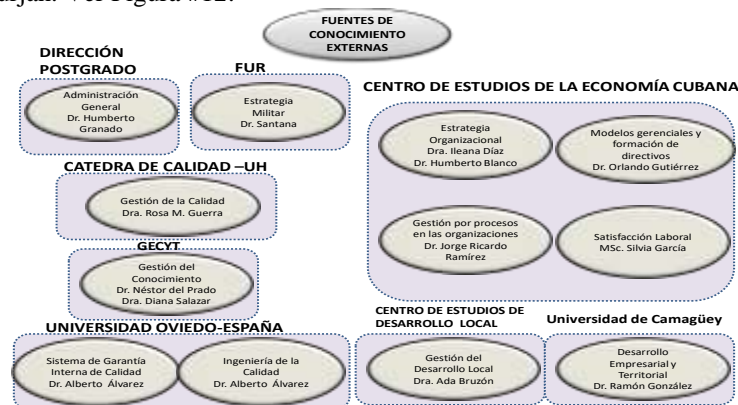 FUENTES DE
CONOCIMIENTO
EXTERNAS
DIRECCIÓN
POSTGRADO
Administración
General
Dr. Humberto
Granado
FUR
Estrategia
Militar
Dr. Santana
CENTRO DE ESTUDIOS DE LA ECONOMÍA CUBANA
Estrategia
Organizacional
Dra. Ileana Díaz
Dr. Humberto Blanco
Modelos gerenciales y
formación de
directivos
Dr. Orlando Gutiérrez
Gestión por procesos
en las organizaciones
Dr. Jorge Ricardo
Ramírez
Satisfacción Laboral
MSc. Silvia García
CATEDRA DE CALIDAD –UH
Gestión de la Calidad
Dra. Rosa M. Guerra
GECYT
Gestión del
Conocimiento
Dr. Néstor del Prado
Dra. Diana Salazar
UNIVERSIDAD OVIEDO-ESPAÑA
Sistema de Garantía
Interna de Calidad
Dr. Alberto Álvarez
Ingeniería de la
Calidad
Dr. Alberto Álvarez
CENTRO DE ESTUDIOS DE
DESARROLLO LOCAL
Gestión del
Desarrollo Local
Dra. Ada Bruzón
Universidad de Camagüey
Desarrollo
Empresarial y
Territorial
Dr. Ramón González